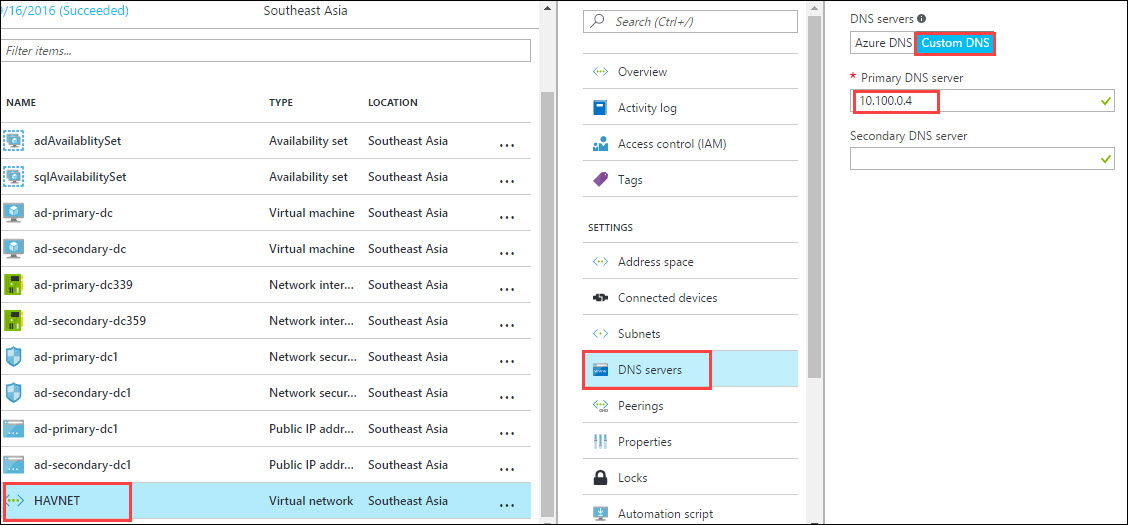 9/16/2016 (Succeeded) Southeast Asia
Filter items...
NAME TYPE LOCATION
adAvailablitySet Availability set Southeast Asia ...
sqlAvailabilitySet Availability set Southeast Asia ...
ad-primary-dc Virtual machine Southeast Asia ...
ad-secondary-dc Virtual machine Southeast Asia ...
ad-primary-dc339 Network inter... Southeast Asia ...
ad-secondary-dc359 Network inter... Southeast Asia ...
ad-primary-dc1 Network secur... Southeast Asia ...
ad-secondary-dc1 Network secur... Southeast Asia ...
ad-primary-dc1 Public IP addr... Southeast Asia ...
ad-secondary-dc1 Public IP addr... Southeast Asia ...
HAVNET Virtual network Southeast Asia ...
Search (Ctrl+/)
Overview
Activity log
Access control (IAM)
Tags
SETTINGS
Address space
Connected devices
Subnets
DNS servers
Peerings
Properties
Locks
Automation script
DNS servers
Azure DNS Custom DNS
* Primary DNS server
10.100.0.4
Secondary DNS server